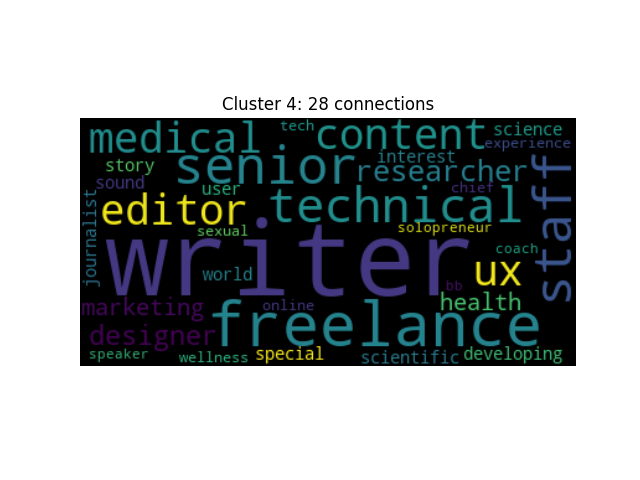 Cluster 4: 28 connections
tech
medical
content
science
experience
story
senior
interest
researcher
sound
user
chief
journalist
editor
technical
staff
sexual
solopreneur
writer
coach
world
ux
bb
health
marketing
online
freelance
designer
speaker
wellness
special
scientific
developing